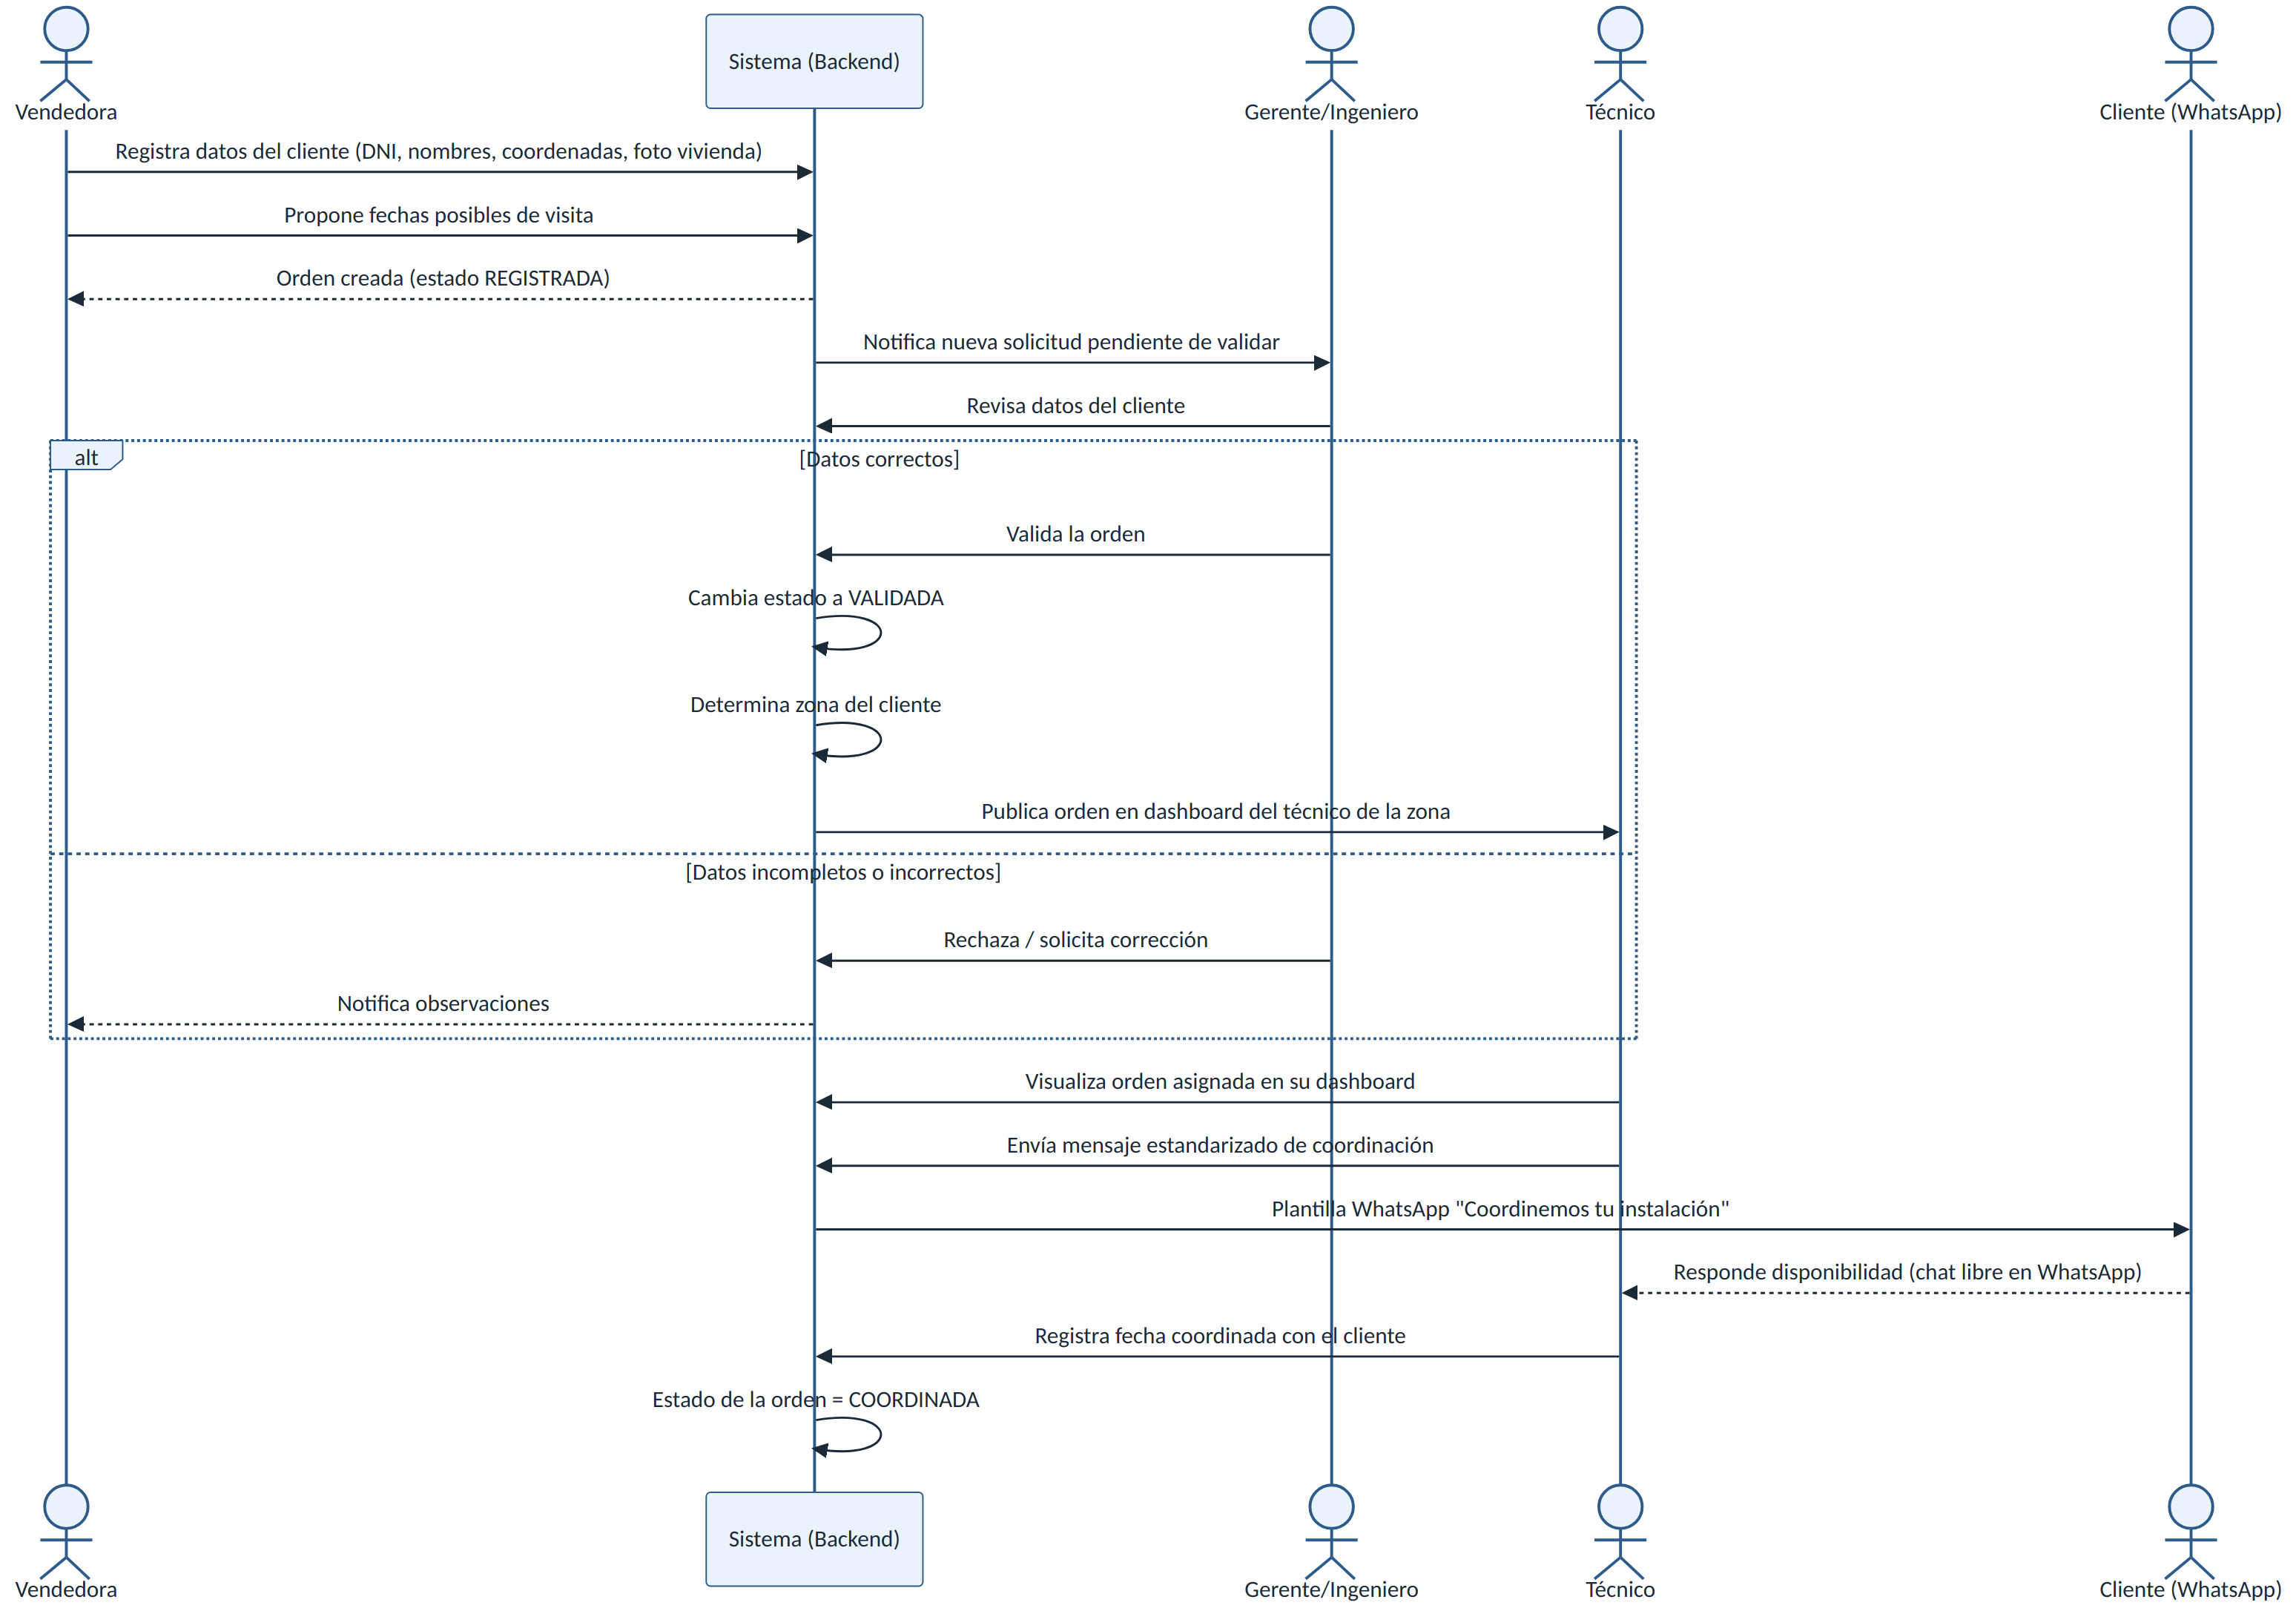 Vendedora
Sistema (Backend)
Gerente/Ingeniero
Técnico
Cliente (WhatsApp)
Registra datos del cliente (DNI, nombres, coordenadas, foto vivienda)
Propone fechas posibles de visita
Orden creada (estado REGISTRADA)
Notifica nueva solicitud pendiente de validar
Revisa datos del cliente
alt
[Datos correctos]
Valida la orden
Cambia estado a VALIDADA
Determina zona del cliente
Publica orden en dashboard del técnico de la zona
[Datos incompletos o incorrectos]
Rechaza / solicita corrección
Notifica observaciones
Visualiza orden asignada en su dashboard
Envía mensaje estandarizado de coordinación
Plantilla WhatsApp "Coordinemos tu instalación"
Responde disponibilidad (chat libre en WhatsApp)
Registra fecha coordinada con el cliente
Estado de la orden = COORDINADA
Vendedora
Sistema (Backend)
Gerente/Ingeniero
Técnico
Cliente (WhatsApp)